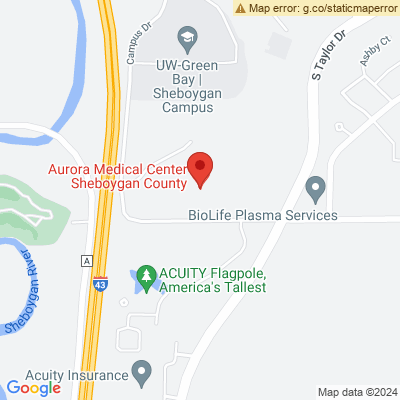 Map error: g.co/staticmaperror
Campus Dr
UW-Green
Bay |
Sheboygan
Campus
S Taylor Dr
Ashby Ct
Aurora Medical Center
Sheboygan County
BioLife Plasma Services
A
43
Sheboygan River
ACUITY Flagpole,
America's Tallest
Acuity Insurance
Google
Map data ©2024